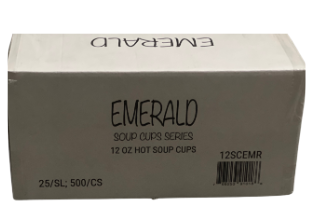 EMERALD
EMERALD
SOUP CUPS SERIES
12 OZ HOT SOUP CUPS
12SCEMR
25/SL; 500/CS